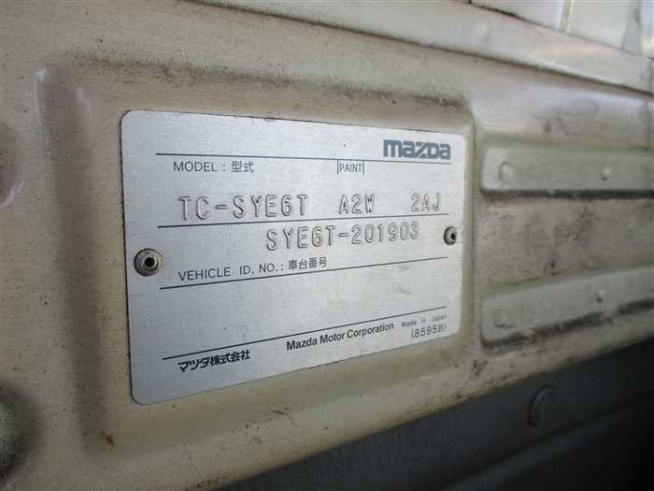 mazda
MODEL : 型式 PAINT
TC-SYE6T A2W 2AJ
SYE6T-201903
VEHICLE ID. NO. : 車台番号
マツダ株式会社 Mazda Motor Corporation Made in Japan
(8595B)